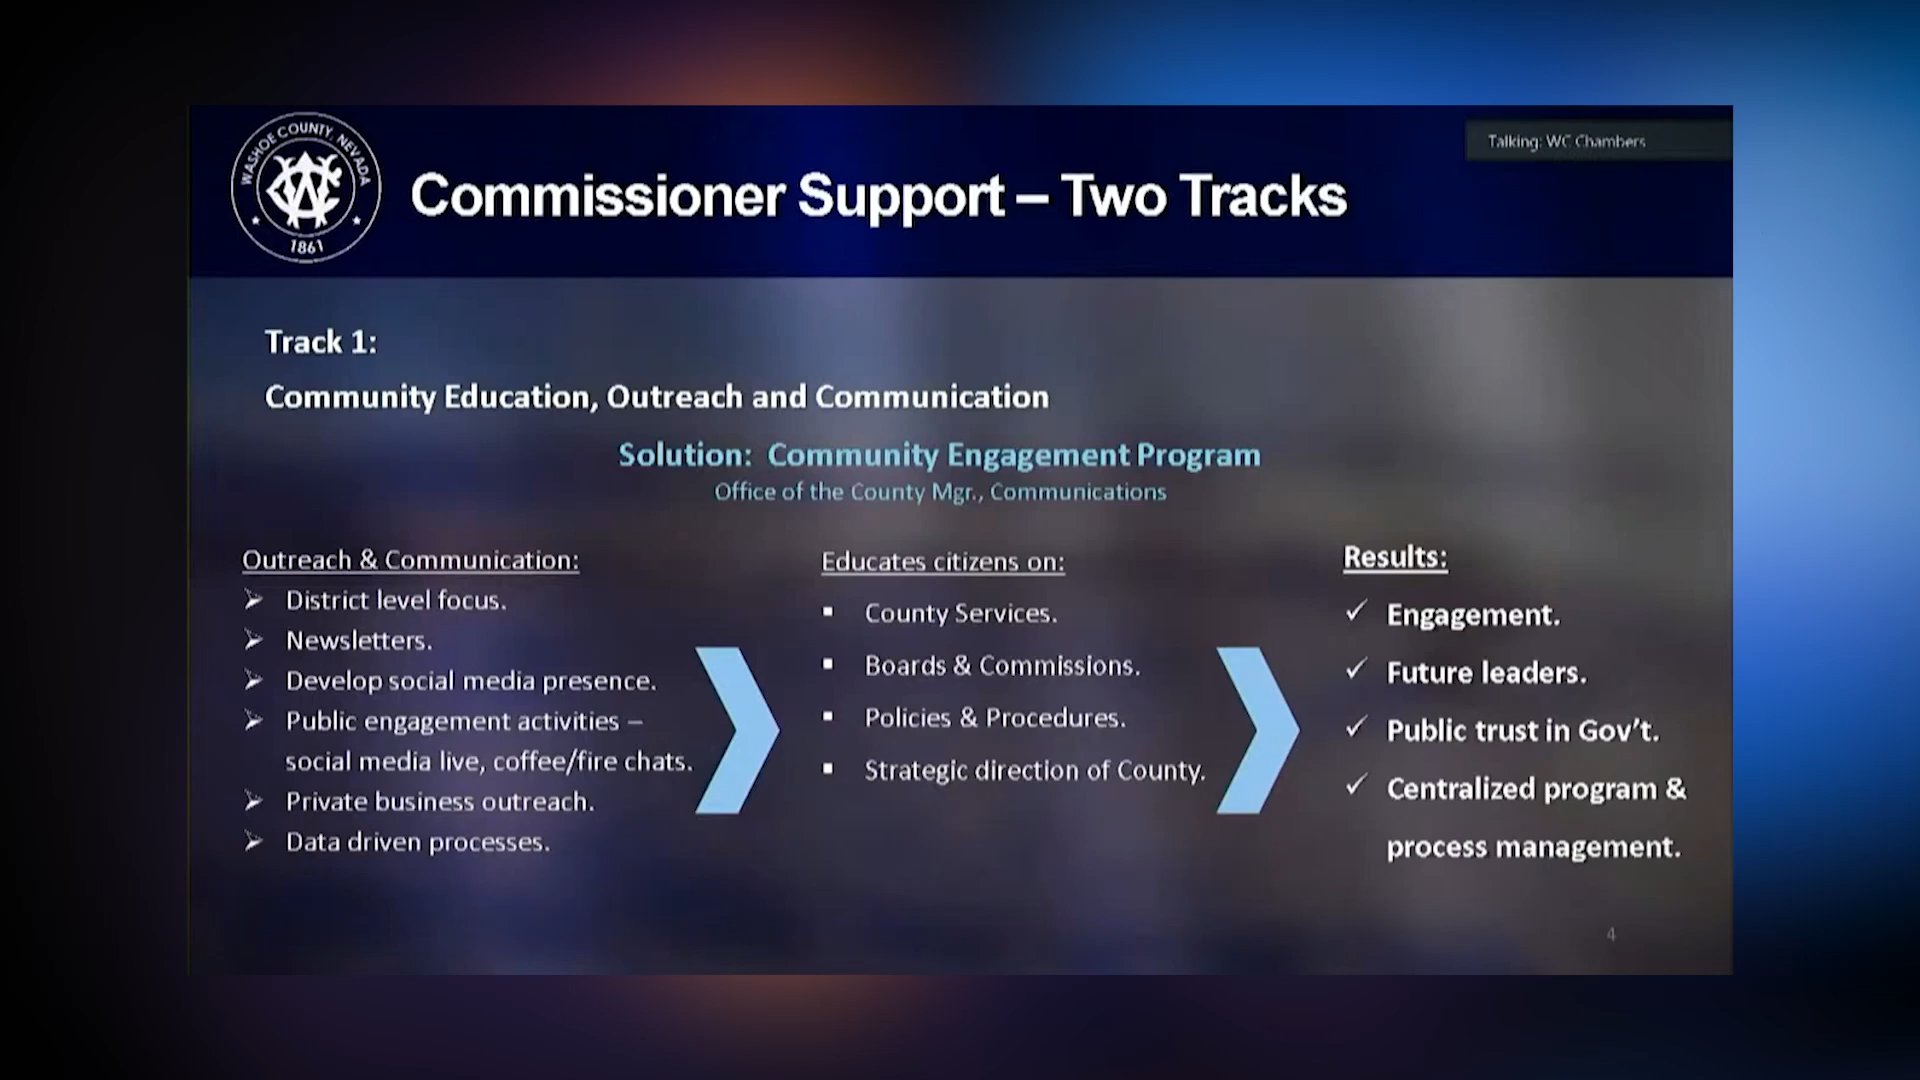 WASHOE COUNTY, NEVADA
1861
Talking: WC Chambers
Commissioner Support – Two Tracks
Track 1:
Community Education, Outreach and Communication
Solution: Community Engagement Program
Office of the County Mgr., Communications
Outreach & Communication:
District level focus.
Newsletters.
Develop social media presence.
Public engagement activities –
social media live, coffee/fire chats.
Private business outreach.
Data driven processes.
Educates citizens on:
County Services.
Boards & Commissions.
Policies & Procedures.
Strategic direction of County.
Results:
Engagement.
Future leaders.
Public trust in Gov't.
Centralized program &
process management.
4